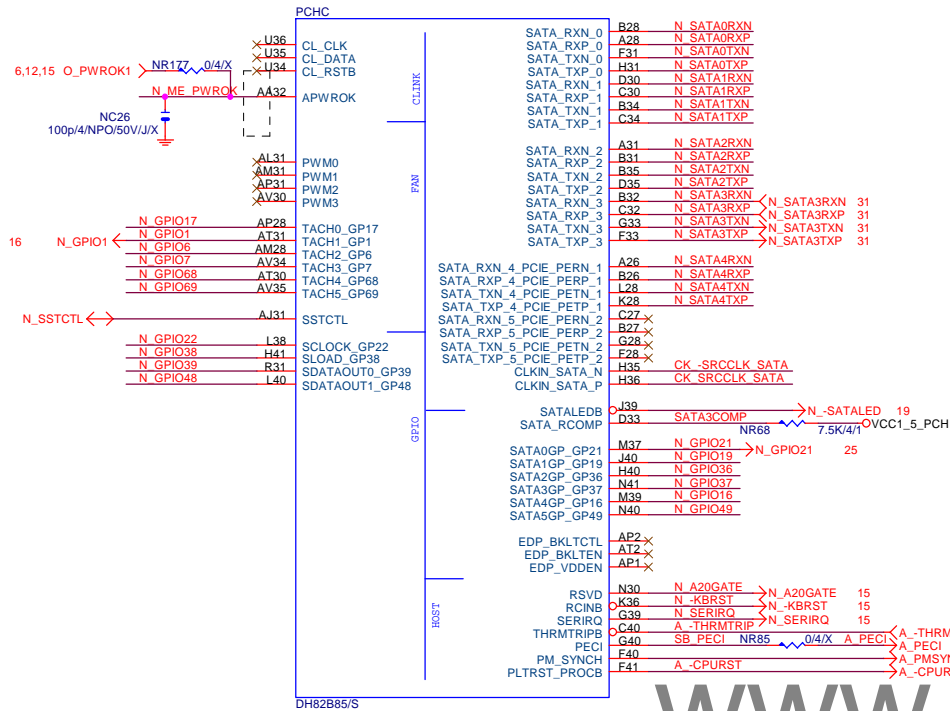 PCHC
U36 CL_CLK
U35 CL_DATA
U34 CL_RSTB
6,12,15 O_PWROK1 NR177 0/4/X
N_ME_PWROK AA32 APWROK
NC26
100p/4/NPO/50V/J/X
CLINK
AL31 PWM0
AM31 PWM1
AP31 PWM2
AV30 PWM3
FAN
N_GPIO17 AP28 TACH0_GP17
16 N_GPIO1 N_GPIO1 AT31 TACH1_GP1
N_GPIO6 AM28 TACH2_GP6
N_GPIO7 AV34 TACH3_GP7
N_GPIO68 AT30 TACH4_GP68
N_GPIO69 AV35 TACH5_GP69
N_SSTCTL AJ31 SSTCTL
N_GPIO22 L38 SCLOCK_GP22
N_GPIO38 H41 SLOAD_GP38
N_GPIO39 R31 SDATAOUT0_GP39
N_GPIO48 L40 SDATAOUT1_GP48
GPIO
HOST
SATA_RXN_0 B28 N_SATA0RXN
SATA_RXP_0 A28 N_SATA0RXP
SATA_TXN_0 F31 N_SATA0TXN
SATA_TXP_0 H31 N_SATA0TXP
SATA_RXN_1 D30 N_SATA1RXN
SATA_RXP_1 C30 N_SATA1RXP
SATA_TXN_1 B34 N_SATA1TXN
SATA_TXP_1 C34 N_SATA1TXP
SATA_RXN_2 A31 N_SATA2RXN
SATA_RXP_2 B31 N_SATA2RXP
SATA_TXN_2 B35 N_SATA2TXN
SATA_TXP_2 D35 N_SATA2TXP
SATA_RXN_3 B32 N_SATA3RXN N_SATA3RXN 31
SATA_RXP_3 C32 N_SATA3RXP N_SATA3RXP 31
SATA_TXN_3 G33 N_SATA3TXN N_SATA3TXN 31
SATA_TXP_3 F33 N_SATA3TXP N_SATA3TXP 31
SATA_RXN_4_PCIE_PERN_1 A26 N_SATA4RXN
SATA_RXP_4_PCIE_PERP_1 B26 N_SATA4RXP
SATA_TXN_4_PCIE_PETN_1 L28 N_SATA4TXN
SATA_TXP_4_PCIE_PETP_1 K28 N_SATA4TXP
SATA_RXN_5_PCIE_PERN_2 C27
SATA_RXP_5_PCIE_PERP_2 B27
SATA_TXN_5_PCIE_PETN_2 G28
SATA_TXP_5_PCIE_PETP_2 F28
CLKIN_SATA_N H35 CK_-SRCCLK_SATA
CLKIN_SATA_P H36 CK_SRCCLK_SATA
SATALEDB J39 N_-SATALED 19
SATA_RCOMP D33 SATA3COMP NR68 7.5K/4/1 VCC1_5_PCH
SATA0GP_GP21 M37 N_GPIO21 N_GPIO21 25
SATA1GP_GP19 J40 N_GPIO19
SATA2GP_GP36 H40 N_GPIO36
SATA3GP_GP37 N41 N_GPIO37
SATA4GP_GP16 M39 N_GPIO16
SATA5GP_GP49 N40 N_GPIO49
EDP_BKLTCTL AP2
EDP_BKLTEN AT2
EDP_VDDEN AP1
RSVD N30 N_A20GATE N_A20GATE 15
RCINB K36 N_-KBRST N_-KBRST 15
SERIRQ G39 N_SERIRQ N_SERIRQ 15
THRMTRIPB C40 A_-THRMTRIP A_-THRM
PECI G40 SB_PECI NR85 0/4/X A_PECI A_PECI
PM_SYNCH F40 A_PMSYN
PLTRST_PROCB F41 A_-CPURST A_-CPUR
DH82B85/S
www